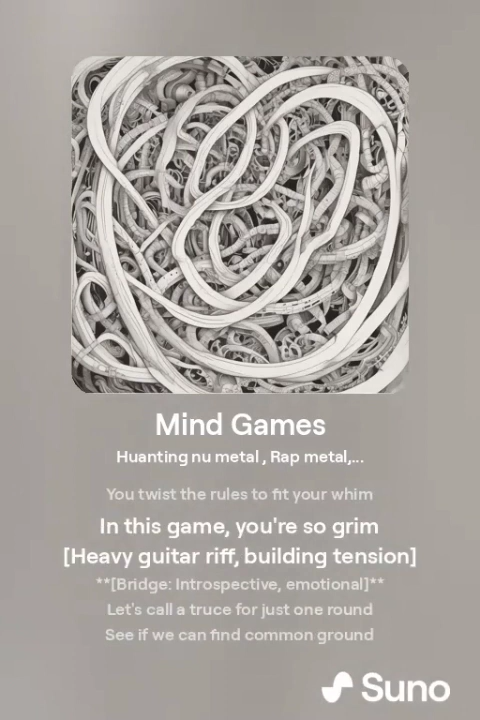 Mind Games
Huanting nu metal , Rap metal,...
You twist the rules to fit your whim
In this game, you're so grim
[Heavy guitar riff, building tension]
**[Bridge: Introspective, emotional]**
Let's call a truce for just one round
See if we can find common ground
Suno